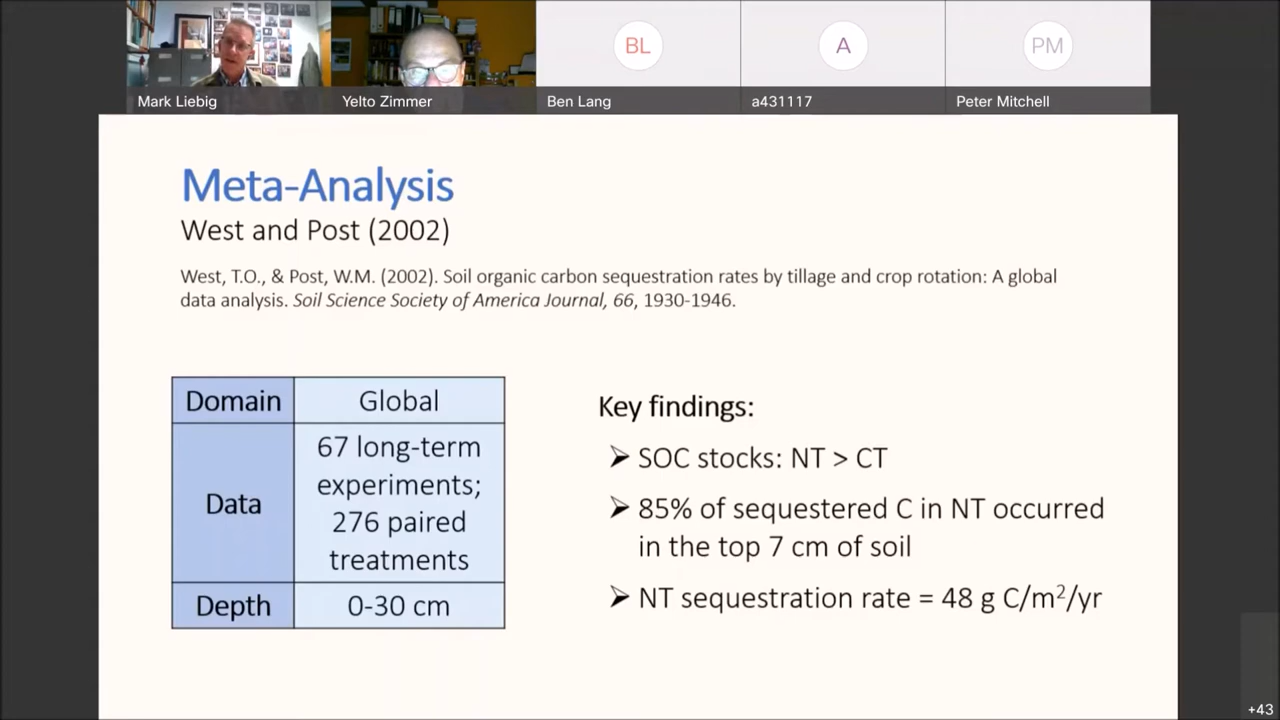 BL
A
PM
Mark Liebig
Yelto Zimmer
Ben Lang
a431117
Peter Mitchell
Meta-Analysis
West and Post (2002)
West, T.O., & Post, W.M. (2002). Soil organic carbon sequestration rates by tillage and crop rotation: A global
data analysis. Soil Science Society of America Journal, 66, 1930-1946.
Domain
Global
Data
67 long-term
experiments;
276 paired
treatments
Depth
0-30 cm
Key findings:
➢ SOC stocks: NT > CT
➢ 85% of sequestered C in NT occurred
in the top 7 cm of soil
➢ NT sequestration rate = 48 g C/m²/yr
+43